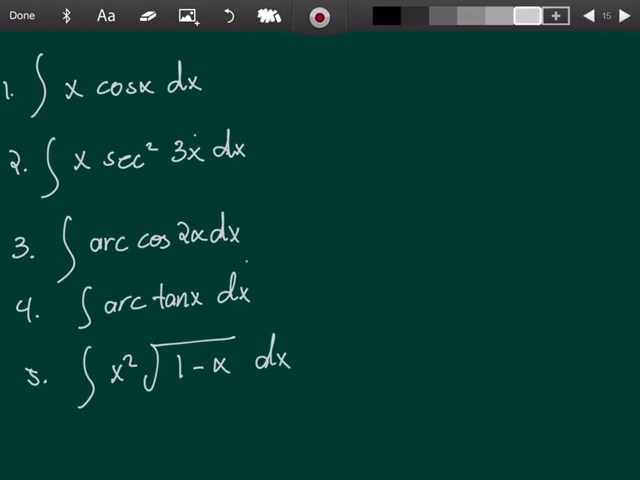 Done Aa 15
1. ∫ x cosx dx
2. ∫ x sec² 3x dx
3. ∫ arc cos 2x dx
4. ∫ arc tanx dx
5. ∫ x² √(1-x) dx